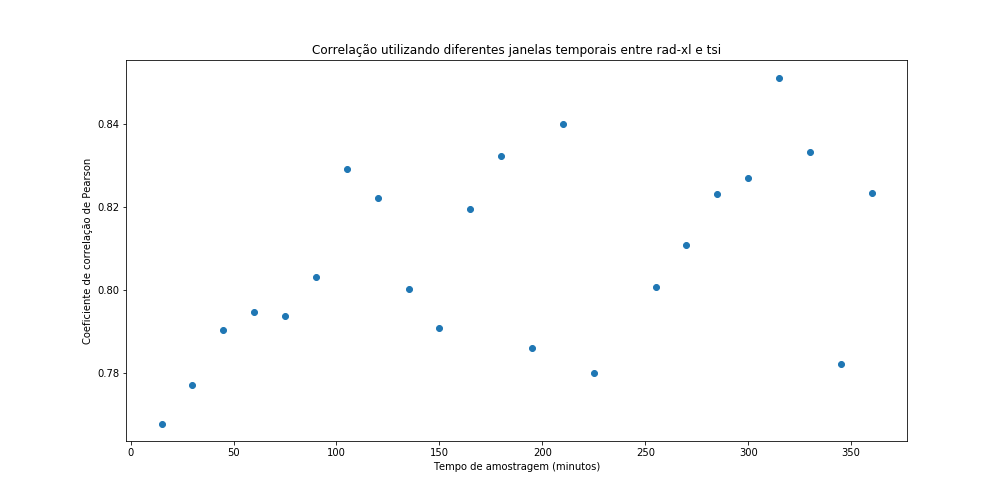 Correlação utilizando diferentes janelas temporais entre rad-xl e tsi
0.84
0.82
0.80
0.78
Coeficiente de correlação de Pearson
0 50 100 150 200 250 300 350
Tempo de amostragem (minutos)